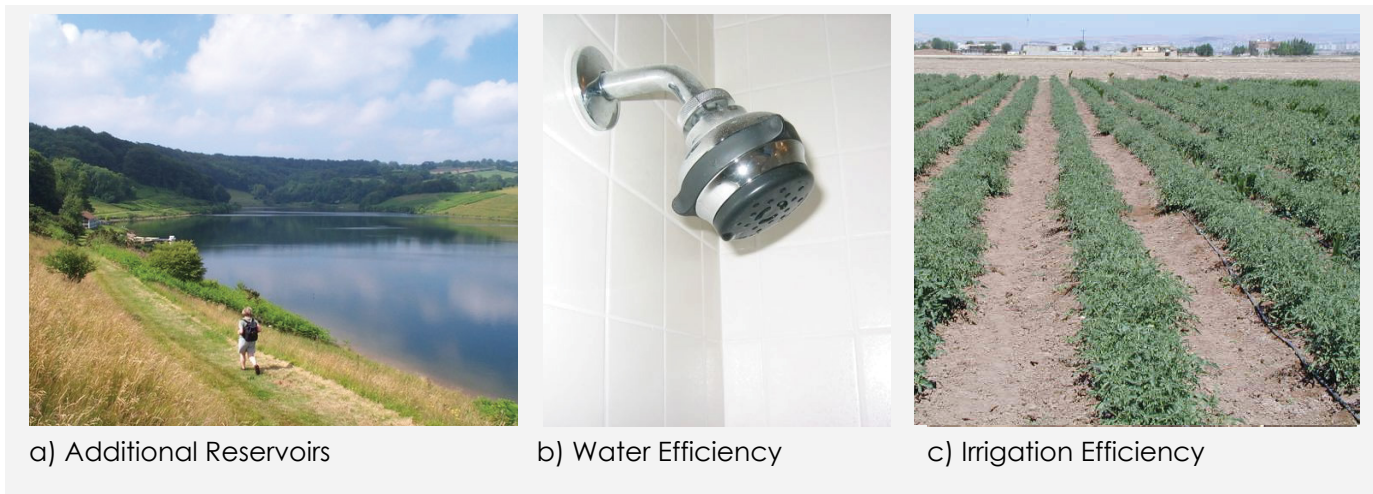 a) Additional Reservoirs
b) Water Efficiency
c) Irrigation Efficiency